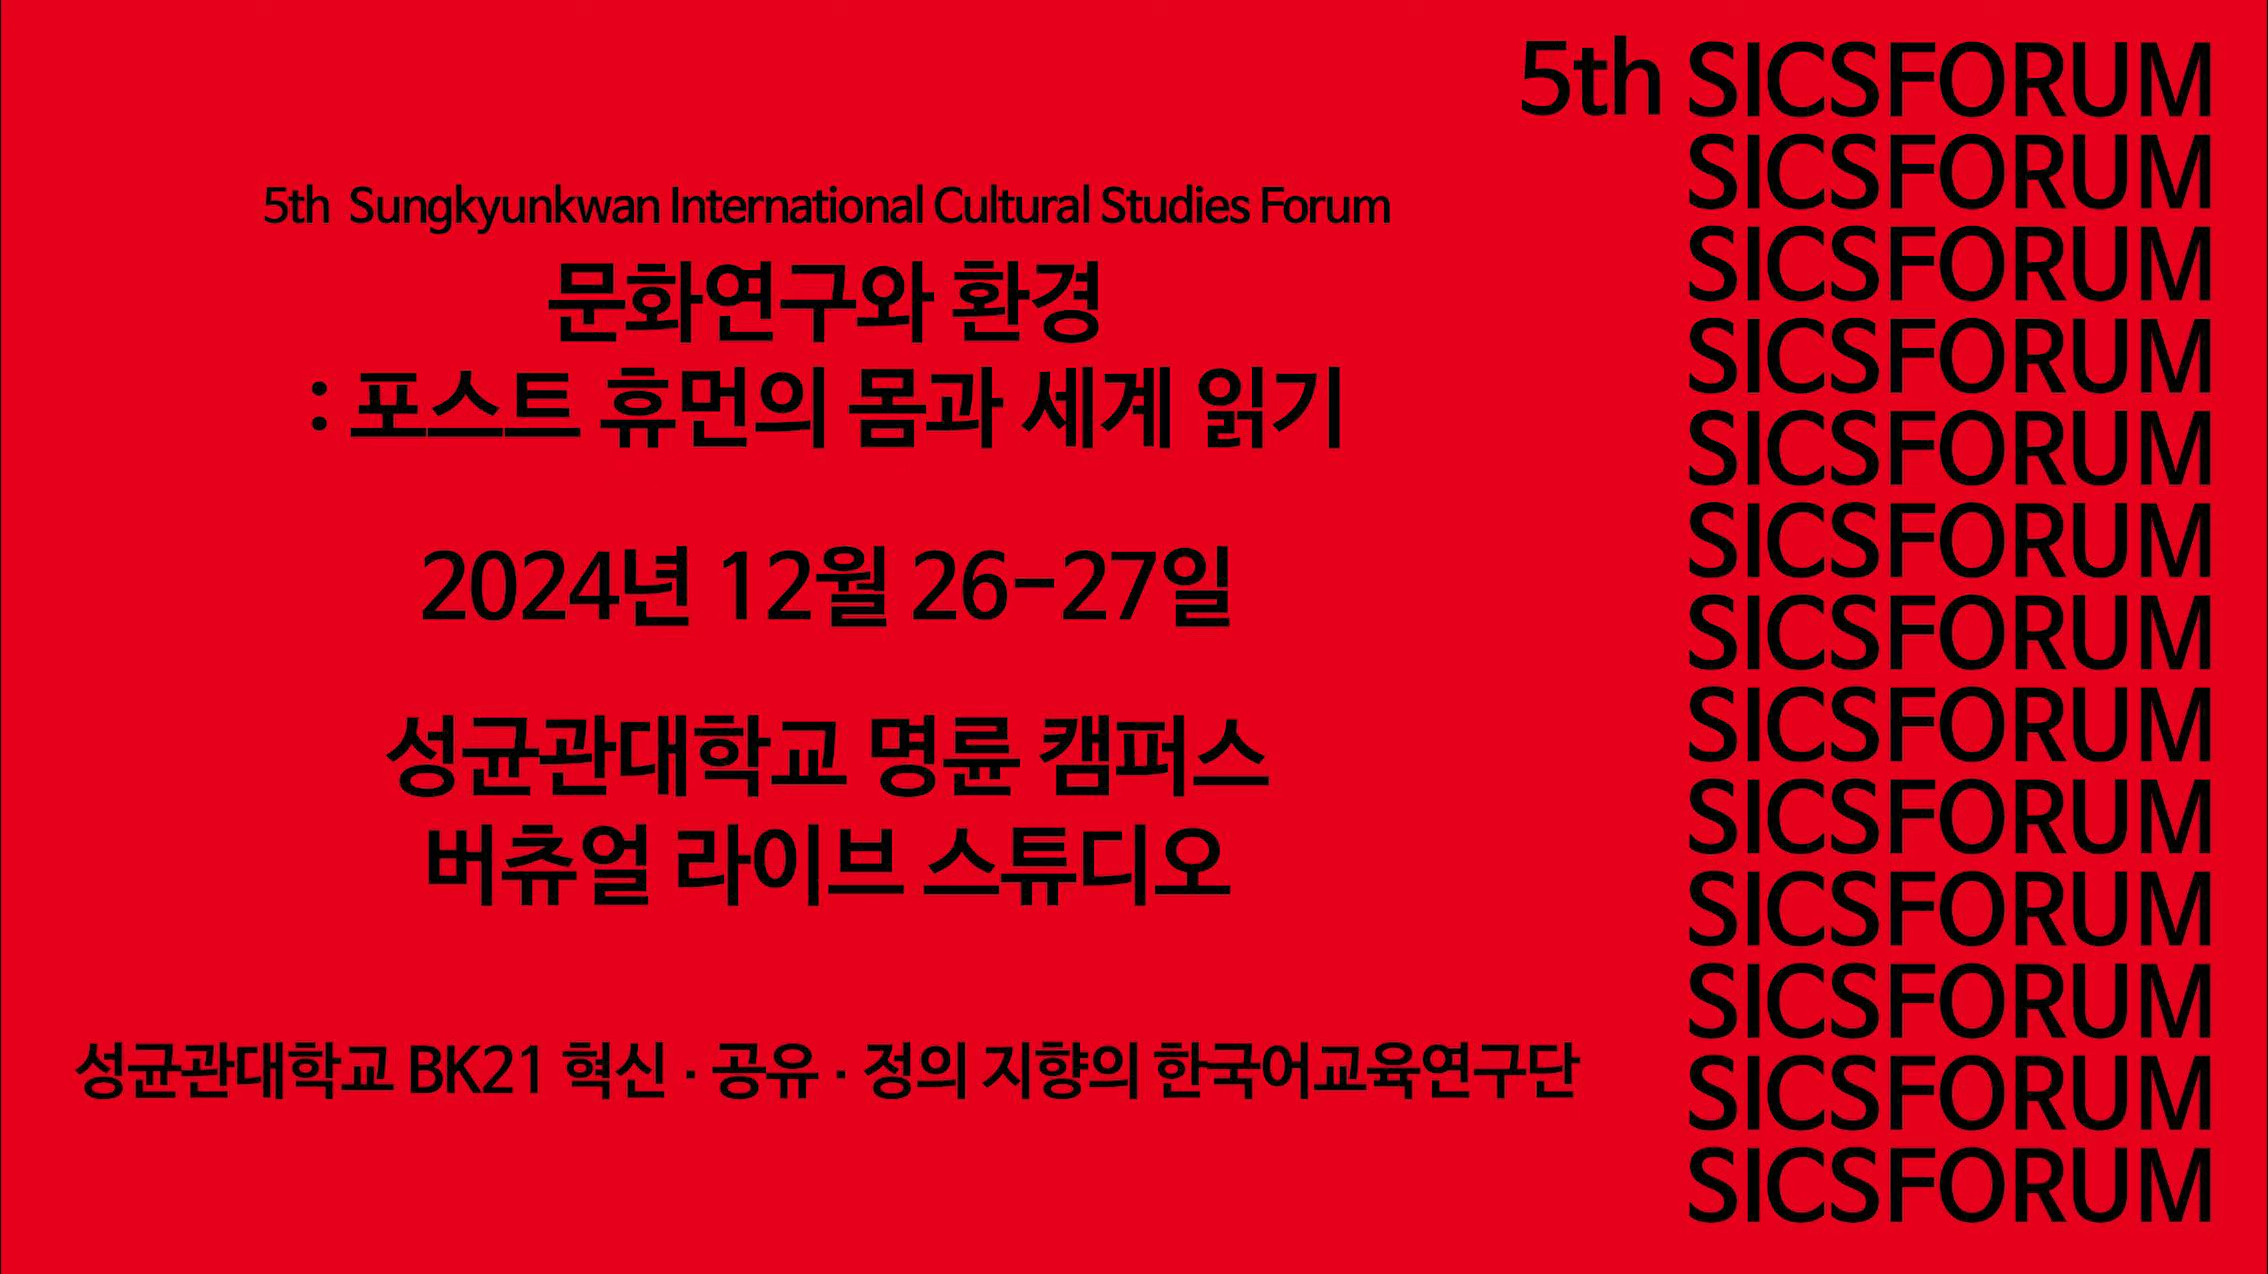 5th SICSFORUM
SICSFORUM
SICSFORUM
SICSFORUM
SICSFORUM
SICSFORUM
SICSFORUM
SICSFORUM
SICSFORUM
SICSFORUM
SICSFORUM
SICSFORUM
SICSFORUM
5th Sungkyunkwan International Cultural Studies Forum
문화연구와 환경
: 포스트 휴먼의 몸과 세계 읽기
2024년 12월 26-27일
성균관대학교 명륜 캠퍼스
버츄얼 라이브 스튜디오
성균관대학교 BK21 혁신 · 공유 · 정의 지향의 한국어교육연구단